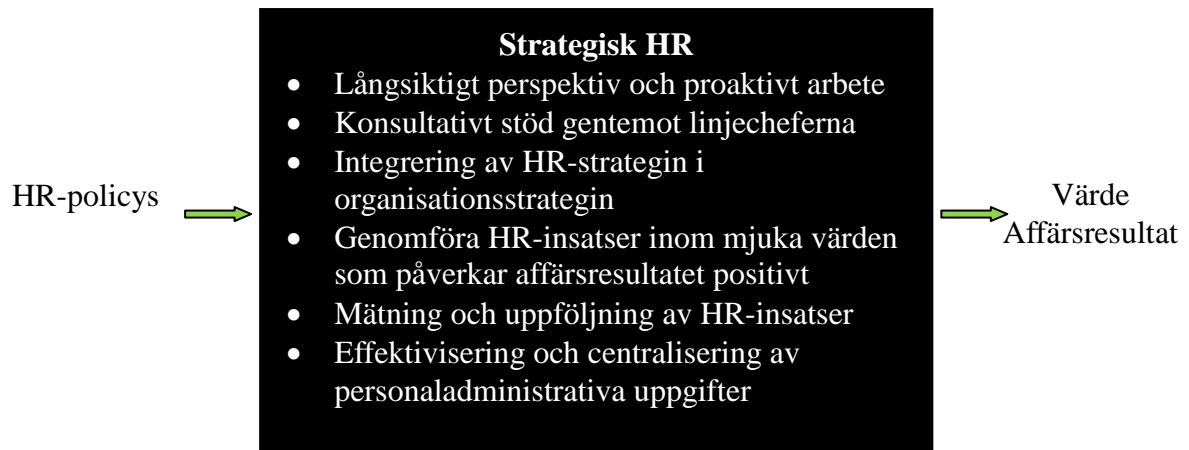 HR-policys
Strategisk HR
• Långsiktigt perspektiv och proaktivt arbete
• Konsultativt stöd gentemot linjecheferna
• Integrering av HR-strategin i
organisationsstrategin
• Genomföra HR-insatser inom mjuka värden
som påverkar affärsresultatet positivt
• Mätning och uppföljning av HR-insatser
• Effektivisering och centralisering av
personaladministrativa uppgifter
Värde
Affärsresultat